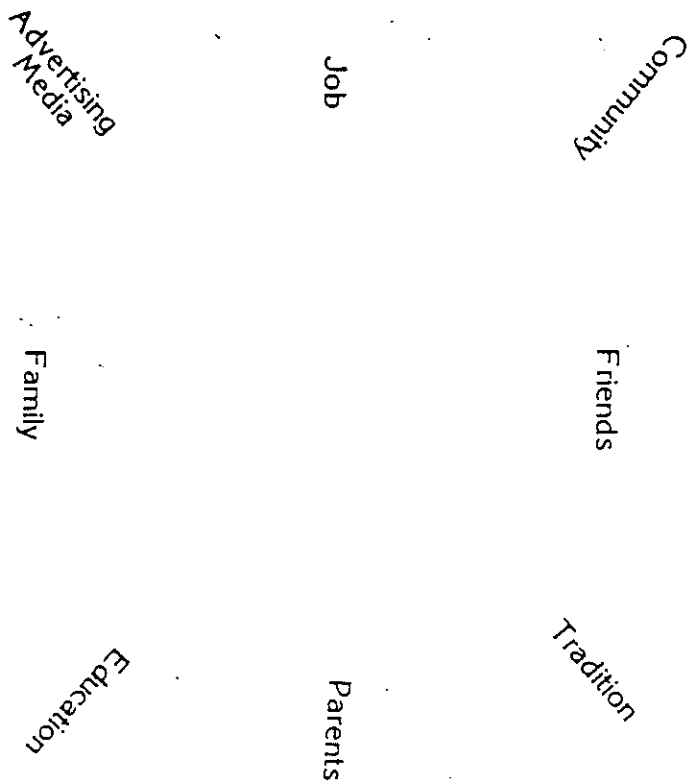 Community
Friends
Tradition
Job
Parents
Advertising
Media
Family
Education